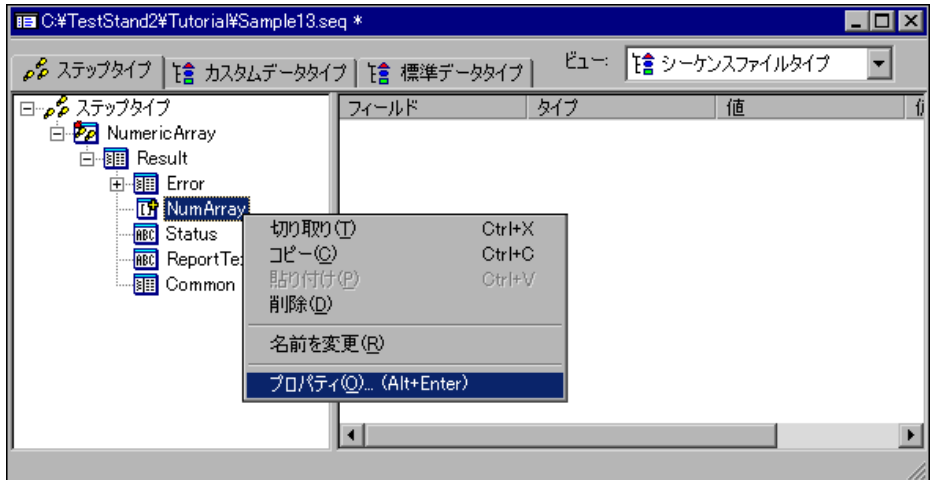 C:¥TestStand2¥Tutorial¥Sample13.seq *
ステップタイプ カスタムデータタイプ 標準データタイプ ビュー: シーケンスファイルタイプ
ステップタイプ フィールド タイプ 値
NumericArray
Result
Error
NumArray
Status
ReportTe
Common
切り取り(T) Ctrl+X
コピー(C) Ctrl+C
貼り付け(P) Ctrl+V
削除(D)
名前を変更(R)
プロパティ(O)... (Alt+Enter)